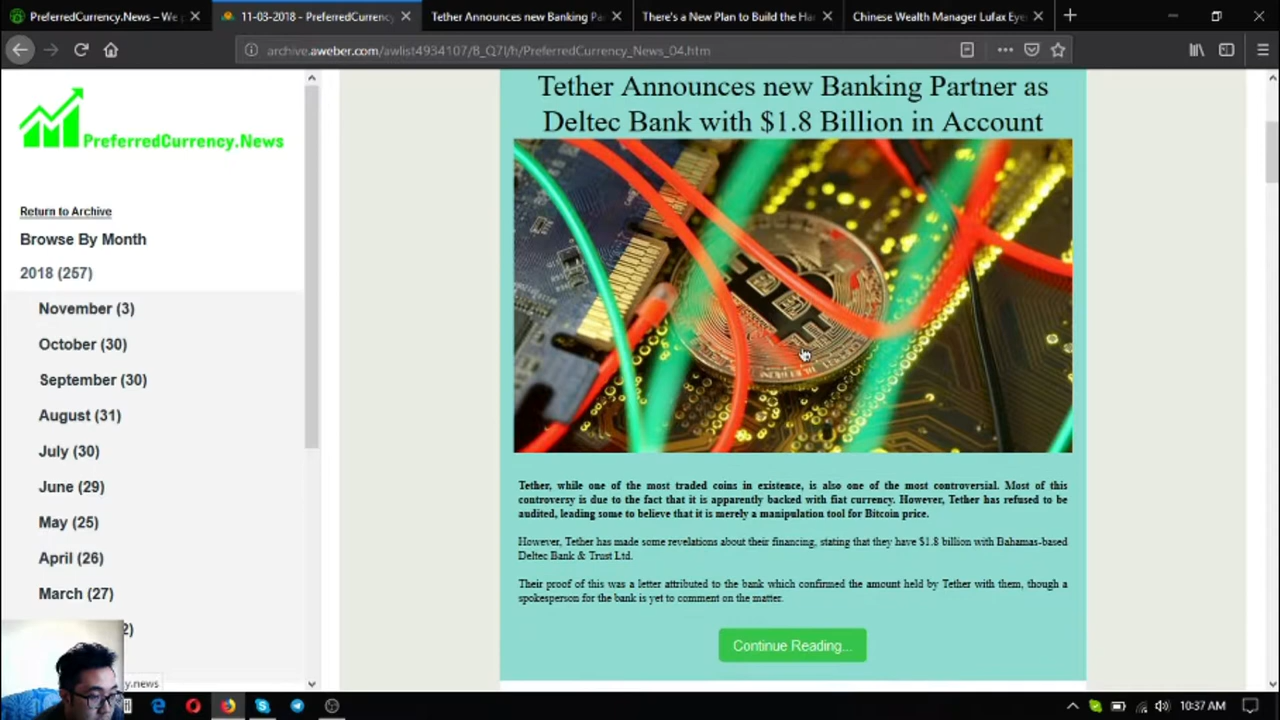 PreferredCurrency.News – We p
11-03-2018 - PreferredCurrency
Tether Announces new Banking Pa
There's a New Plan to Build the Ha
Chinese Wealth Manager Lufax Eye
archive.aweber.com/awlist4934107/8_Q7I/h/PreferredCurrency_News_04.htm
PreferredCurrency.News
Return to Archive
Browse By Month
2018 (257)
November (3)
October (30)
September (30)
August (31)
July (30)
June (29)
May (25)
April (26)
March (27)
2)
y.news
Tether Announces new Banking Partner as
Deltec Bank with $1.8 Billion in Account
Tether, while one of the most traded coins in existence, is also one of the most controversial. Most of this
controversy is due to the fact that it is apparently backed with fiat currency. However, Tether has refused to be
audited, leading some to believe that it is merely a manipulation tool for Bitcoin price.
However, Tether has made some revelations about their financing, stating that they have $1.8 billion with Bahamas-based
Deltec Bank & Trust Ltd.
Their proof of this was a letter attributed to the bank which confirmed the amount held by Tether with them, though a
spokesperson for the bank is yet to comment on the matter.
Continue Reading...
10:37 AM